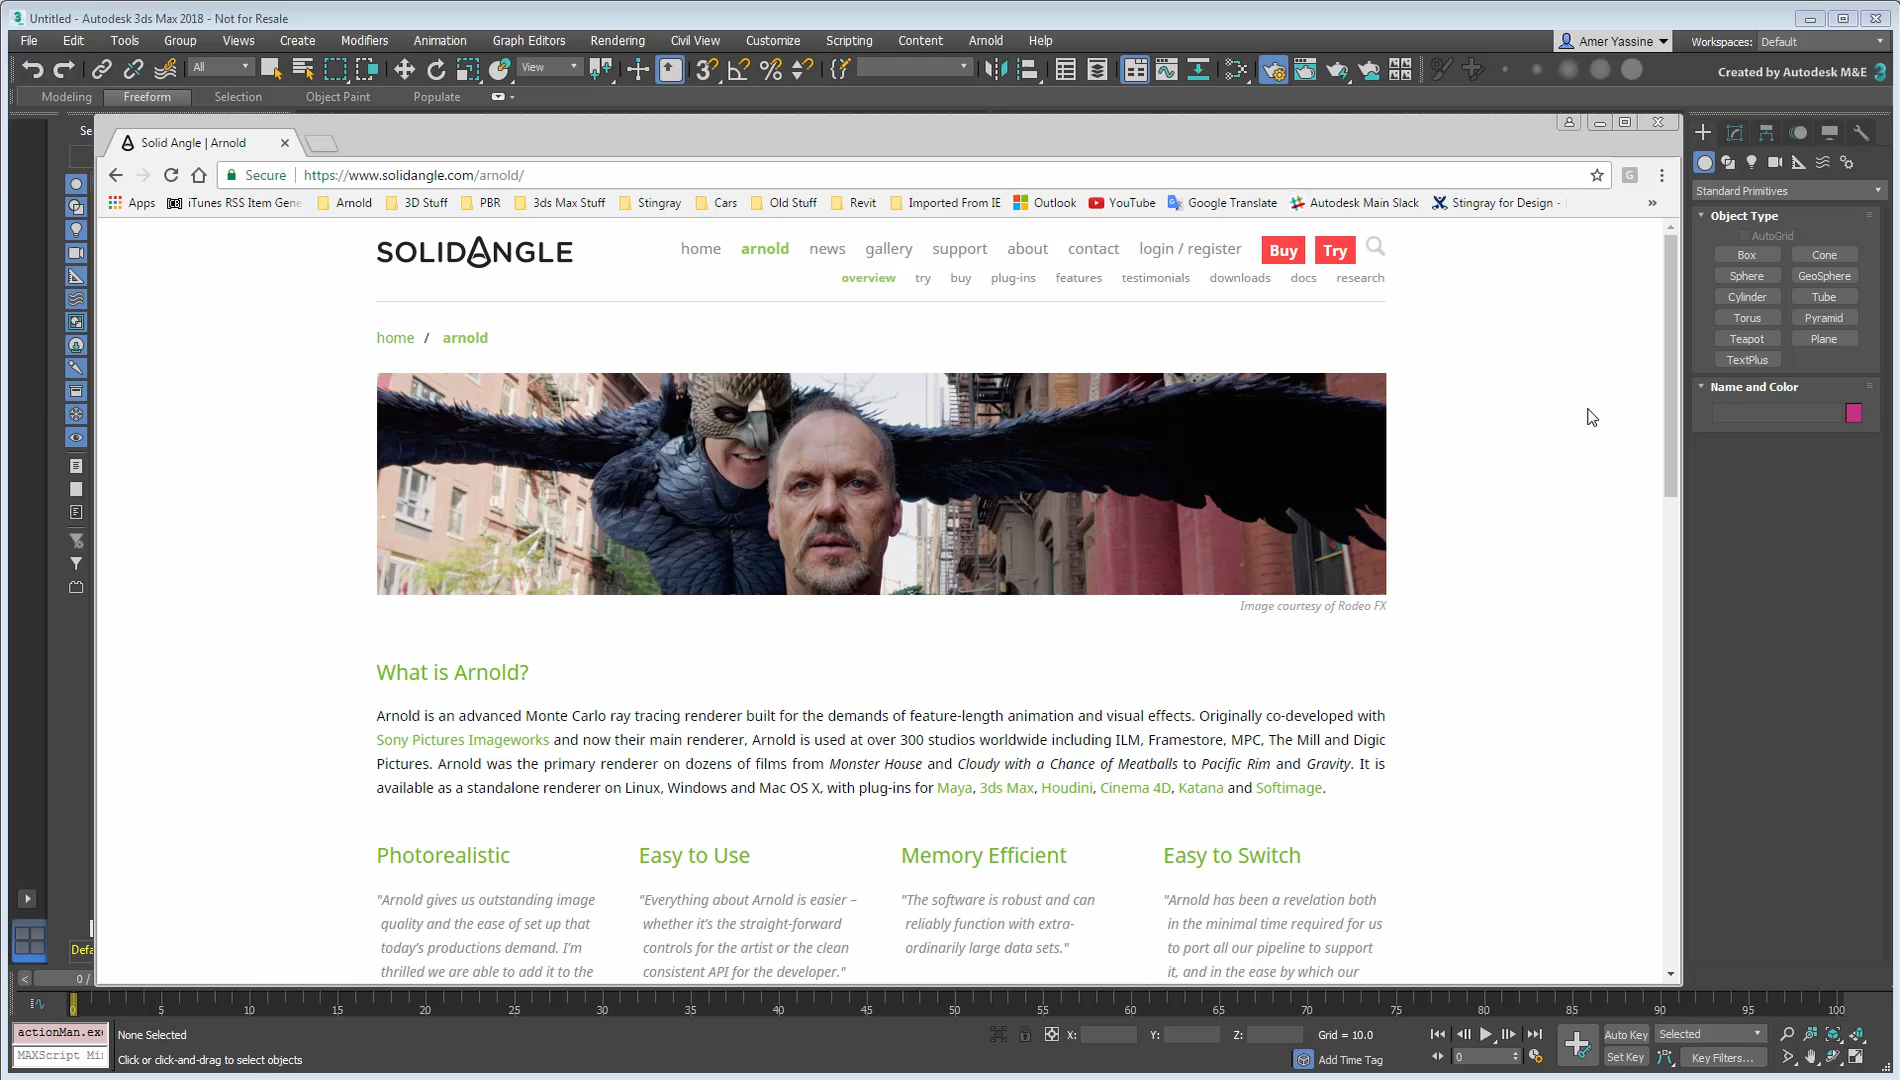 Untitled - Autodesk 3ds Max 2018 - Not for Resale
File Edit Tools Group Views Create Modifiers Animation Graph Editors Rendering Civil View Customize Scripting Content Arnold Help
Amer Yassine Workspaces: Default
All View Created by Autodesk M&E
Modeling Freeform Selection Object Paint Populate
Se
Solid Angle | Arnold
Secure https://www.solidangle.com/arnold/
Apps iTunes RSS Item Gene Arnold 3D Stuff PBR 3ds Max Stuff Stingray Cars Old Stuff Revit Imported From IE Outlook YouTube Google Translate Autodesk Main Slack Stingray for Design -
Standard Primitives
Object Type
AutoGrid
Box Cone
Sphere GeoSphere
Cylinder Tube
Torus Pyramid
Teapot Plane
TextPlus
Name and Color
SOLIDANGLE
home arnold news gallery support about contact login / register Buy Try
overview try buy plug-ins features testimonials downloads docs research
home / arnold
Image courtesy of Rodeo FX
What is Arnold?
Arnold is an advanced Monte Carlo ray tracing renderer built for the demands of feature-length animation and visual effects. Originally co-developed with
Sony Pictures Imageworks and now their main renderer, Arnold is used at over 300 studios worldwide including ILM, Framestore, MPC, The Mill and Digic
Pictures. Arnold was the primary renderer on dozens of films from Monster House and Cloudy with a Chance of Meatballs to Pacific Rim and Gravity. It is
available as a standalone renderer on Linux, Windows and Mac OS X, with plug-ins for Maya, 3ds Max, Houdini, Cinema 4D, Katana and Softimage.
Photorealistic
"Arnold gives us outstanding image
quality and the ease of set up that
today's productions demand. I'm
thrilled we are able to add it to the
Easy to Use
"Everything about Arnold is easier –
whether it's the straight-forward
controls for the artist or the clean
consistent API for the developer."
Memory Efficient
"The software is robust and can
reliably function with extra-
ordinarily large data sets."
Easy to Switch
"Arnold has been a revelation both
in the minimal time required for us
to port all our pipeline to support
it, and in the ease by which our
Defa
0 /
0 5 10 15 20 25 30 35 40 45 50 55 60 65 70 75 80 85 90 95 100
actionMan.exe None Selected X: Y: Z: Grid = 10.0 Auto Key Selected
MAXScript Mi Click or click-and-drag to select objects Add Time Tag 0 Set Key Key Filters...